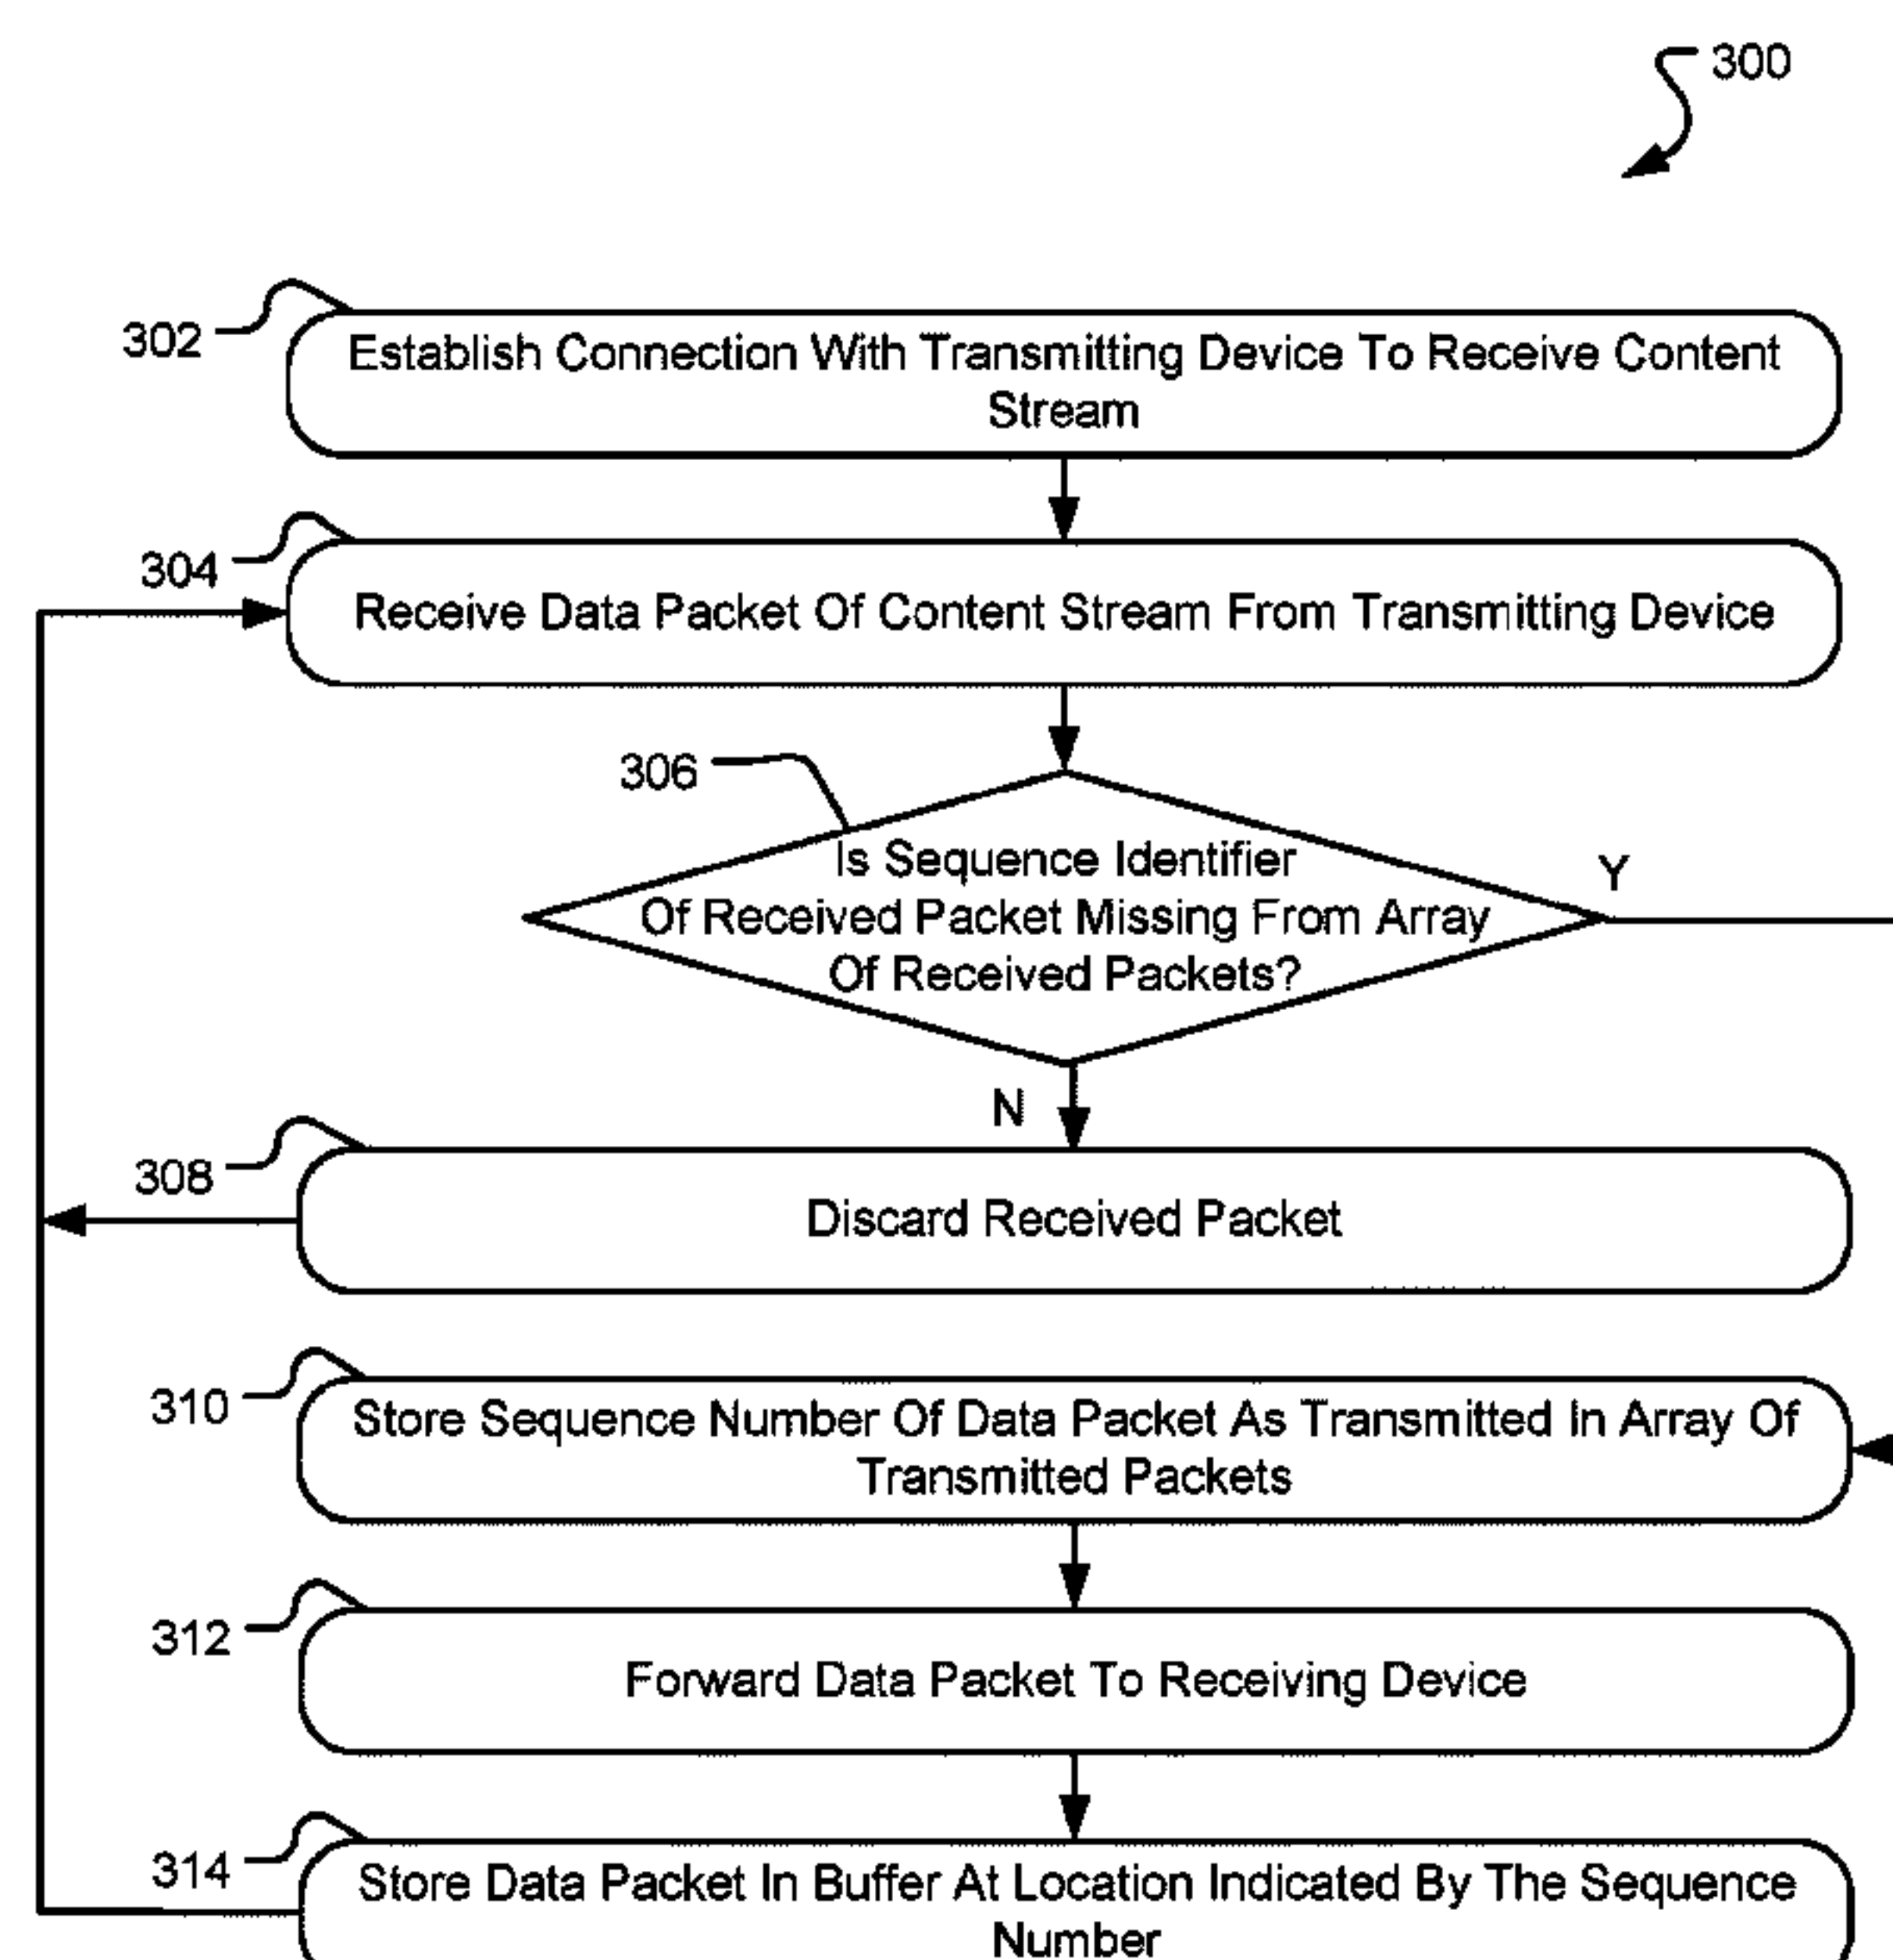 300
302
Establish Connection With Transmitting Device To Receive Content
Stream
304
Receive Data Packet Of Content Stream From Transmitting Device
306
Is Sequence Identifier
Of Received Packet Missing From Array
Of Received Packets?
Y
N
308
Discard Received Packet
310
Store Sequence Number Of Data Packet As Transmitted In Array Of
Transmitted Packets
312
Forward Data Packet To Receiving Device
314
Store Data Packet In Buffer At Location Indicated By The Sequence
Number